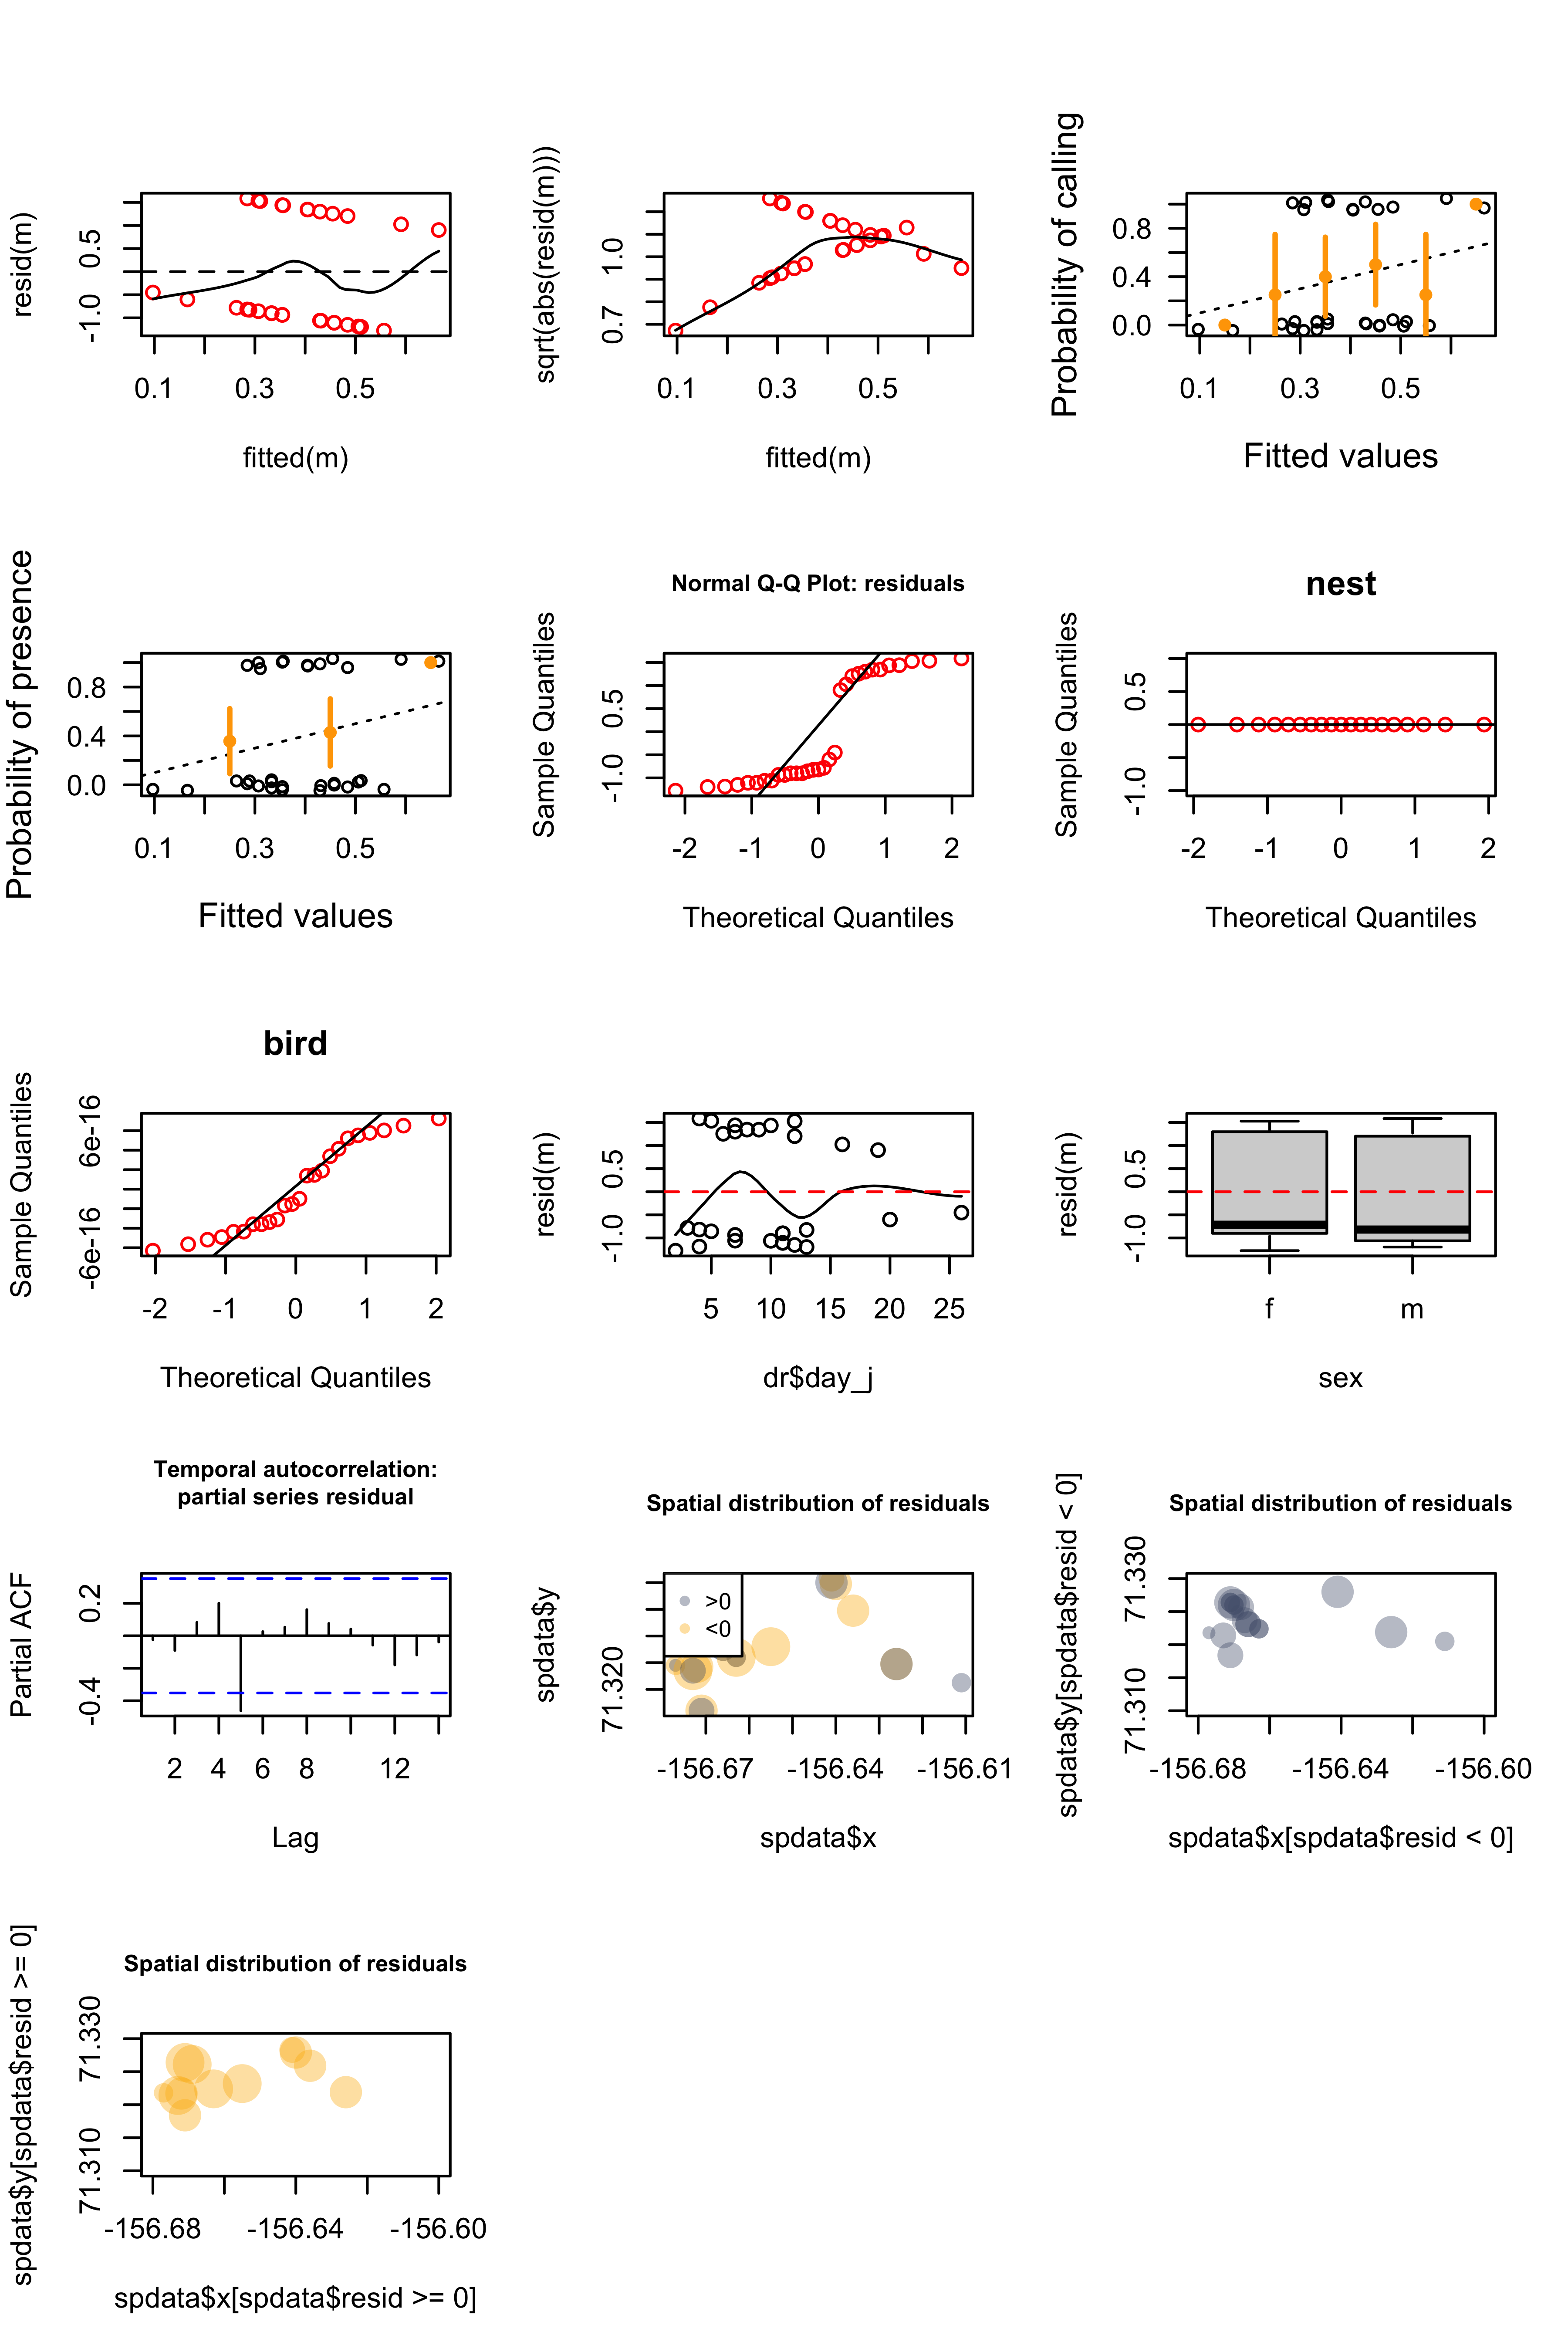 resid(m)
-1.0 0.5
0.1 0.3 0.5
fitted(m)
sqrt(abs(resid(m)))
0.7 1.0
0.1 0.3 0.5
fitted(m)
Probability of calling
0.0 0.4 0.8
0.1 0.3 0.5
Fitted values
Probability of presence
0.0 0.4 0.8
0.1 0.3 0.5
Fitted values
Normal Q-Q Plot: residuals
Sample Quantiles
-1.0 0.5
-2 -1 0 1 2
Theoretical Quantiles
nest
Sample Quantiles
-1.0 0.5
-2 -1 0 1 2
Theoretical Quantiles
bird
Sample Quantiles
-6e-16 6e-16
-2 -1 0 1 2
Theoretical Quantiles
resid(m)
-1.0 0.5
5 10 15 20 25
dr$day_j
resid(m)
-1.0 0.5
f m
sex
Temporal autocorrelation:
partial series residual
Partial ACF
-0.4 0.2
2 4 6 8 12
Lag
Spatial distribution of residuals
spdata$y
71.320
>0
<0
-156.67 -156.64 -156.61
spdata$x
Spatial distribution of residuals
spdata$y[spdata$resid < 0]
71.310 71.330
-156.68 -156.64 -156.60
spdata$x[spdata$resid < 0]
Spatial distribution of residuals
spdata$y[spdata$resid >= 0]
71.310 71.330
-156.68 -156.64 -156.60
spdata$x[spdata$resid >= 0]